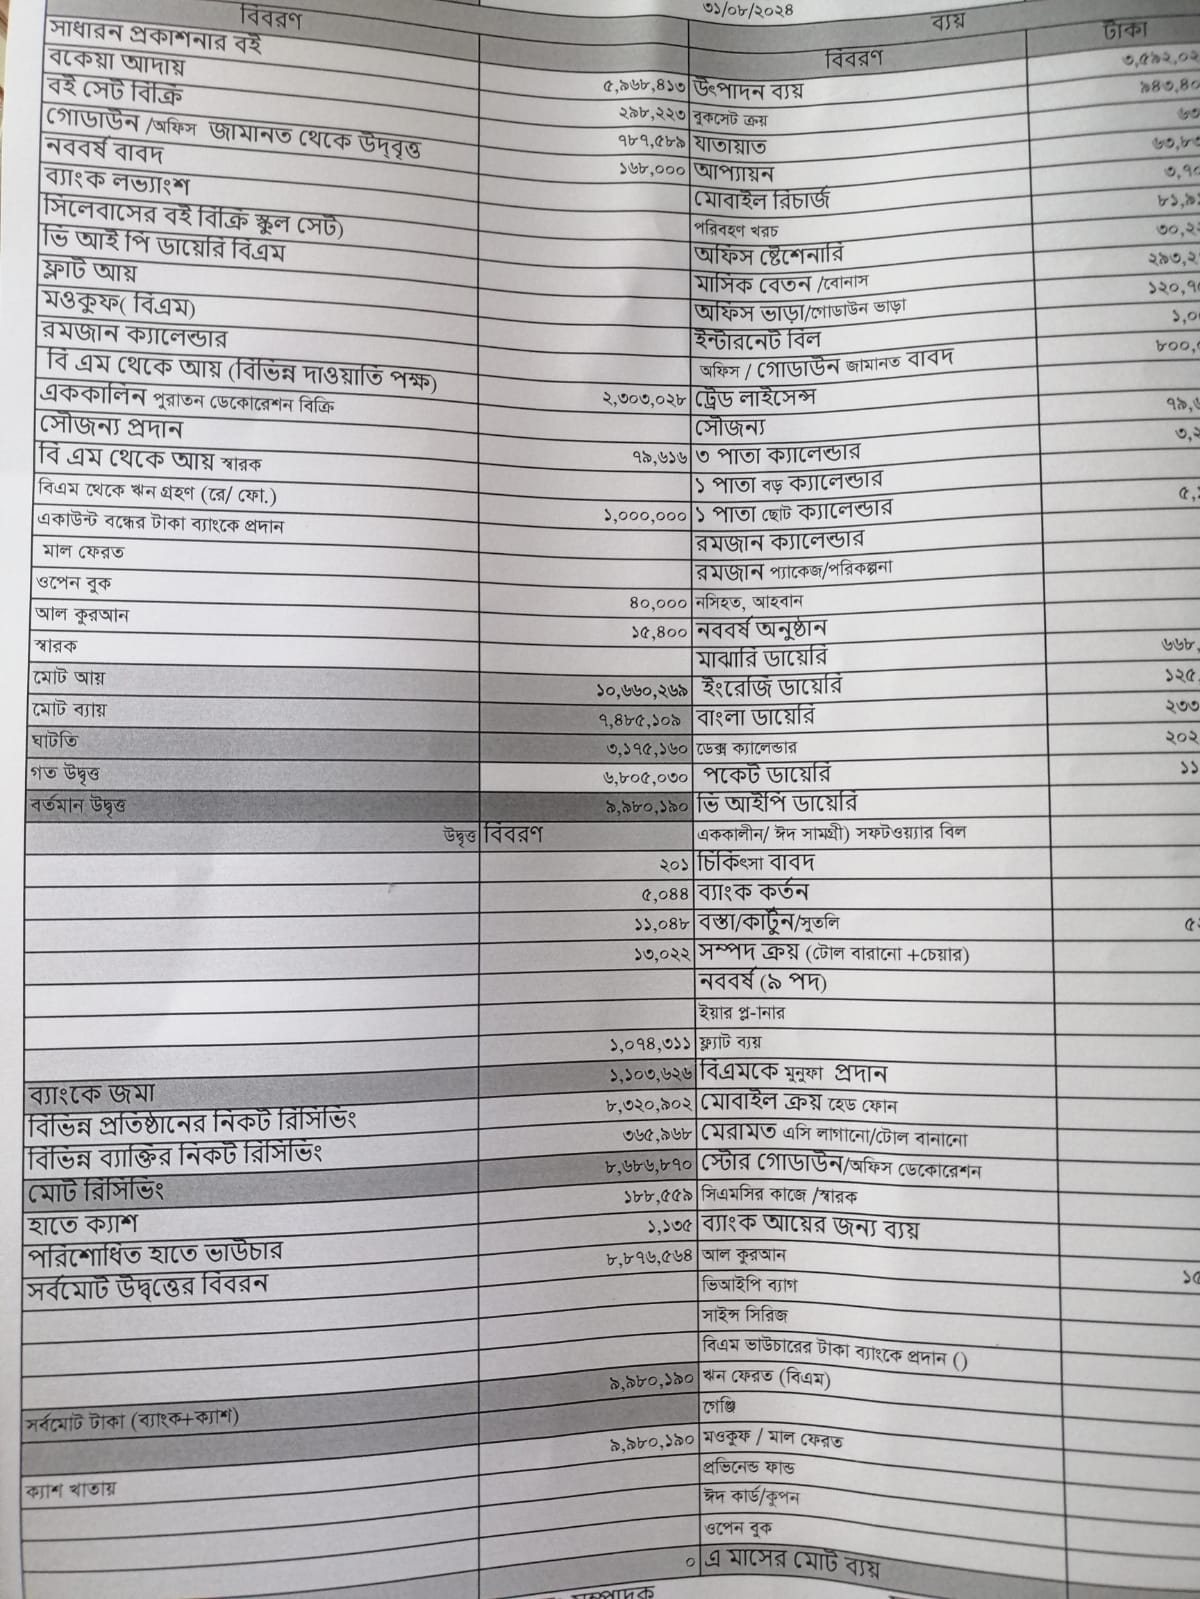 ৩১/০৮/২০২৪
বিবরণ ব্যয় টাকা
সাধারন প্রকাশনার বই বিবরণ
বকেয়া আদায় ৫,৯৬৮,৪১৩ উৎপাদন ব্যয় ৩,৫৯২,০২
বই সেট বিক্রি ২৯৮,২২৩ বুকসেট ক্রয় ৯৪৩,৪০
গোডাউন /অফিস জামানত থেকে উদ্বৃত্ত ৭৮৭,৫৮৯ যাতায়াত
নববর্ষ বাবদ ১৬৮,০০০ আপ্যায়ন
ব্যাংক লভ্যাংশ মোবাইল রিচার্জ ৩,৭০
সিলেবাসের বই বিক্রি স্কুল সেট) পরিবহণ খরচ ৮১,৯
ভি আই পি ডায়েরি বিএম অফিস ষ্টেশেনারি ৩০,২
ফ্লাট আয় মাসিক বেতন /বোনাস ২৯৩,২
মওকুফ( বিএম) অফিস ভাড়া/গোডাউন ভাড়া ১২০,৭
রমজান ক্যালেন্ডার ইন্টারনেট বিল ১,০
বি এম থেকে আয় (বিভিন্ন দাওয়াতি পক্ষ) অফিস / গোডাউন জামানত বাবদ ৮০০,
এককালিন পুরাতন ডেকোরেশন বিক্রি ২,৩০৩,০২৮ ট্রেড লাইসেন্স
সৌজন্য প্রদান সৌজন্য ৭৯,৬
বি এম থেকে আয় স্বারক ৭৯,৬১৬ ৩ পাতা ক্যালেন্ডার ৩,২
বিএম থেকে ঋন গ্রহণ (রে/ ফো.) ১ পাতা বড় ক্যালেন্ডার
একাউন্ট বন্ধের টাকা ব্যাংকে প্রদান ১,০০০,০০০ ১ পাতা ছোট ক্যালেন্ডার ৫,
মাল ফেরত রমজান ক্যালেন্ডার
ওপেন বুক রমজান প্যাকেজ/পরিকল্পনা
আল কুরআন ৪০,০০০ নসিহত, আহবান
স্বারক ১৫,৪০০ নববর্ষ অনুষ্ঠান
মোট আয় মাঝারি ডায়েরি ৬৬৮,
১০,৬৬০,২৬৯ ইংরেজি ডায়েরি ১২৫,
মোট ব্যায় ৭,৪৮৫,১০৯ বাংলা ডায়েরি ২৩৩
ঘাটতি ৩,১৭৫,১৬০ ডেক্স ক্যালেন্ডার ২০২
গত উদ্বৃত্ত ৬,৮০৫,০৩০ পকেট ডায়েরি ১১
বর্তমান উদ্বৃত্ত ৯,৯৮০,১৯০ ভি আইপি ডায়েরি
উদ্বৃত্ত বিবরণ এককালীন/ ঈদ সামগ্রী) সফটওয়্যার বিল
২০১ চিকিৎসা বাবদ
৫,০৪৪ ব্যাংক কর্তন
১১,০৪৮ বস্তা/কার্টুন/সুতলি ৫
১৩,০২২ সম্পদ ক্রয় (টোল বারানো +চেয়ার)
নববর্ষ (৯ পদ)
ইয়ার প্ল-ানার
১,০৭৪,৩১১ ফ্ল্যাট ব্যয়
ব্যাংকে জমা ১,১০৩,৬২৬ বিএমকে মুনুফা প্রদান
বিভিন্ন প্রতিষ্ঠানের নিকট রিসিভিং ৮,৩২০,৯০২ মোবাইল ক্রয় হেড ফোন
বিভিন্ন ব্যাক্তির নিকট রিসিভিং ৩৬৫,৯৬৮ মেরামত এসি লাগানো/টোল বানানো
মোট রিসিভিং ৮,৬৮৬,৮৭০ স্টোর গোডাউন/অফিস ডেকোরেশন
হাতে ক্যাশ ১৮৮,৫৫৯ সিএমসির কাজে /স্বারক
পরিশোধিত হাতে ভাউচার ১,১৩৫ ব্যাংক আয়ের জন্য ব্যয়
সর্বমোট উদ্বৃত্তের বিবরন ৮,৮৭৬,৫৬৪ আল কুরআন
ভিআইপি ব্যাগ ১৫
সাইন্স সিরিজ
বিএম ভাউচারের টাকা ব্যাংকে প্রদান ()
৯,৯৮০,১৯০ ঋন ফেরত (বিএম)
সর্বমোট টাকা (ব্যাংক+ক্যাশ) গেঞ্জি
৯,৯৮০,১৯০ মওকুফ / মাল ফেরত
ক্যাশ খাতায় প্রভিনেন্ড ফান্ড
ঈদ কার্ড/কুপন
ওপেন বুক
০ এ মাসের মোট ব্যয়
সম্পাদক